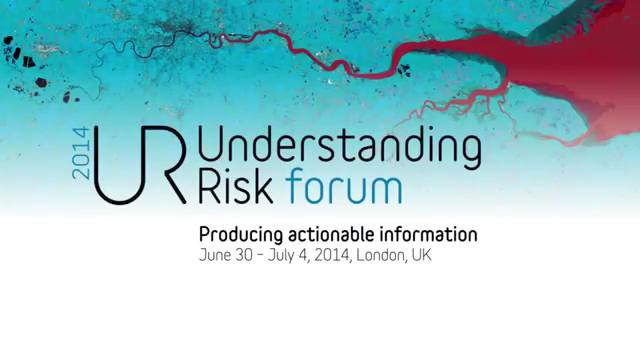 2014
UR
Understanding
Risk forum
Producing actionable information
June 30 – July 4, 2014, London, UK